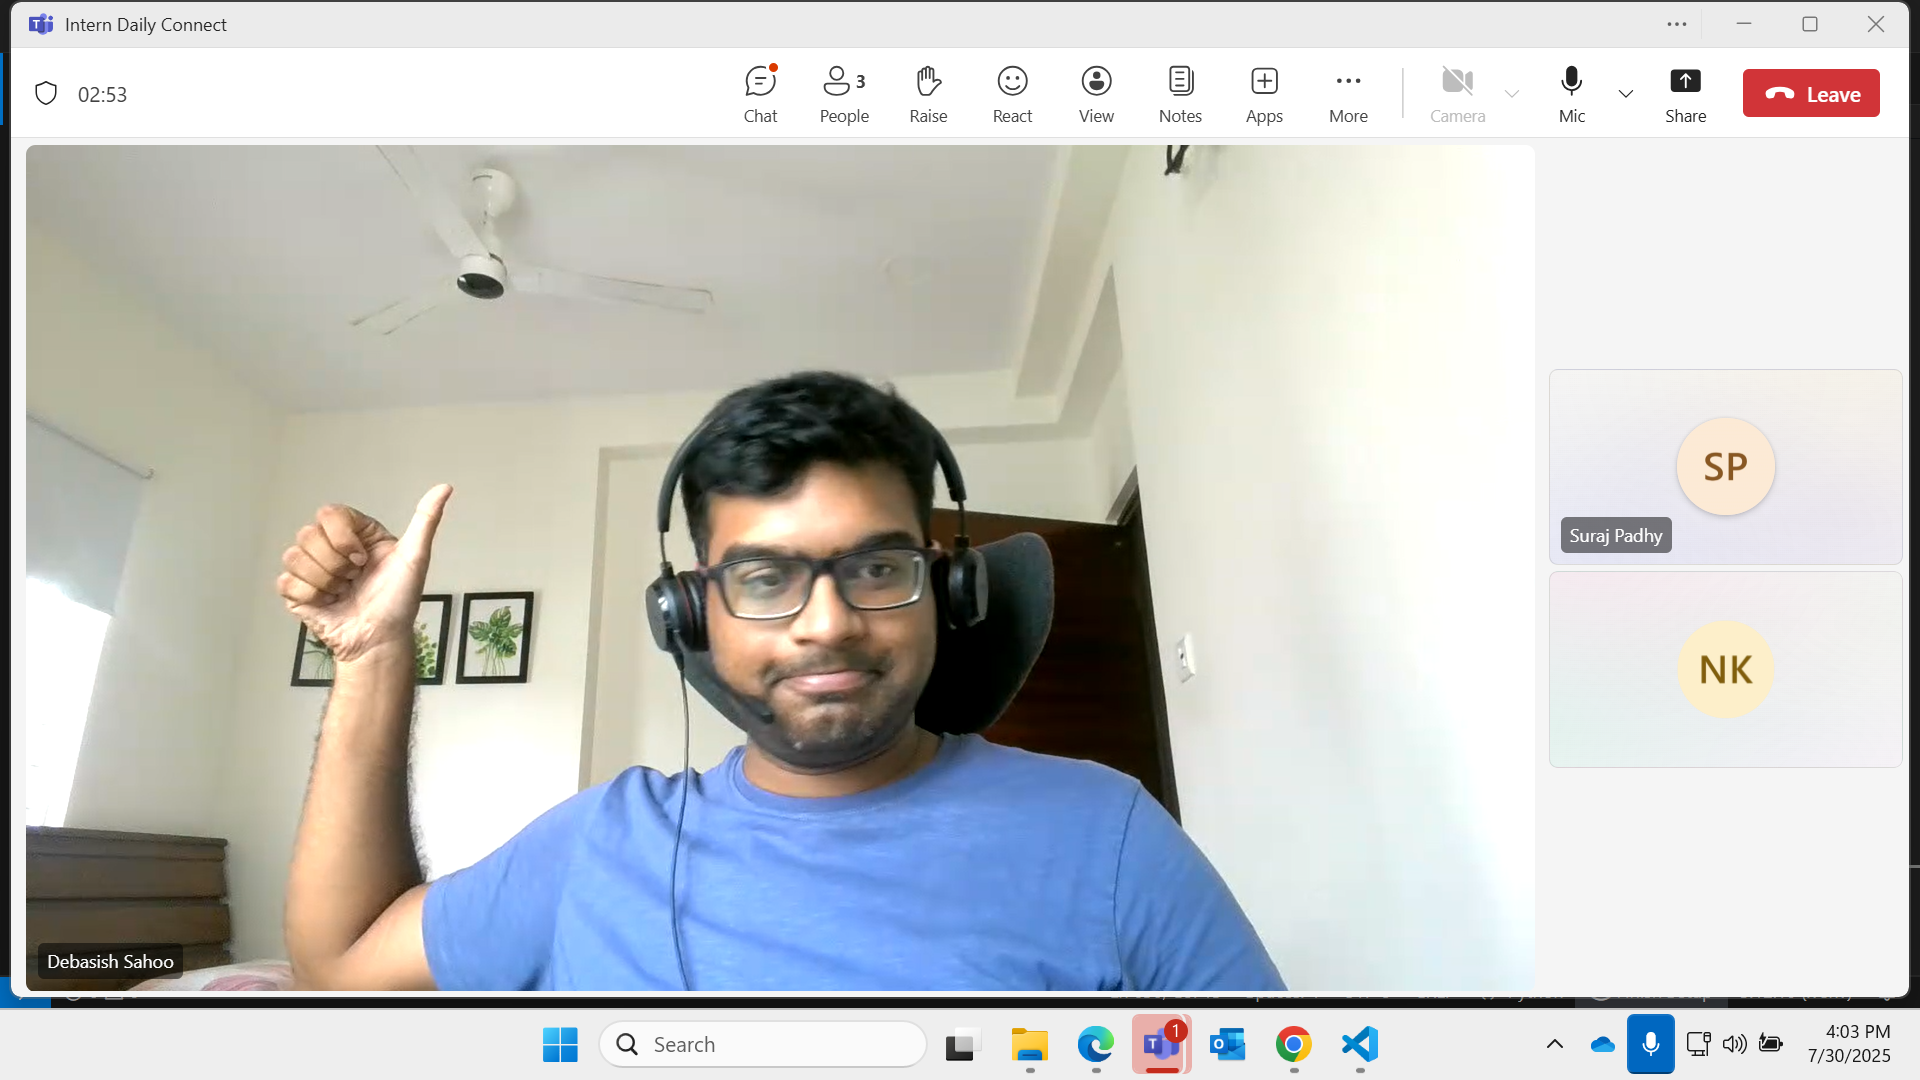 Intern Daily Connect
02:53
Chat
People
3
Raise
React
View
Notes
Apps
More
Camera
Mic
Share
Leave
SP
Suraj Padhy
NK
Debasish Sahoo
Search
1
4:03 PM
7/30/2025